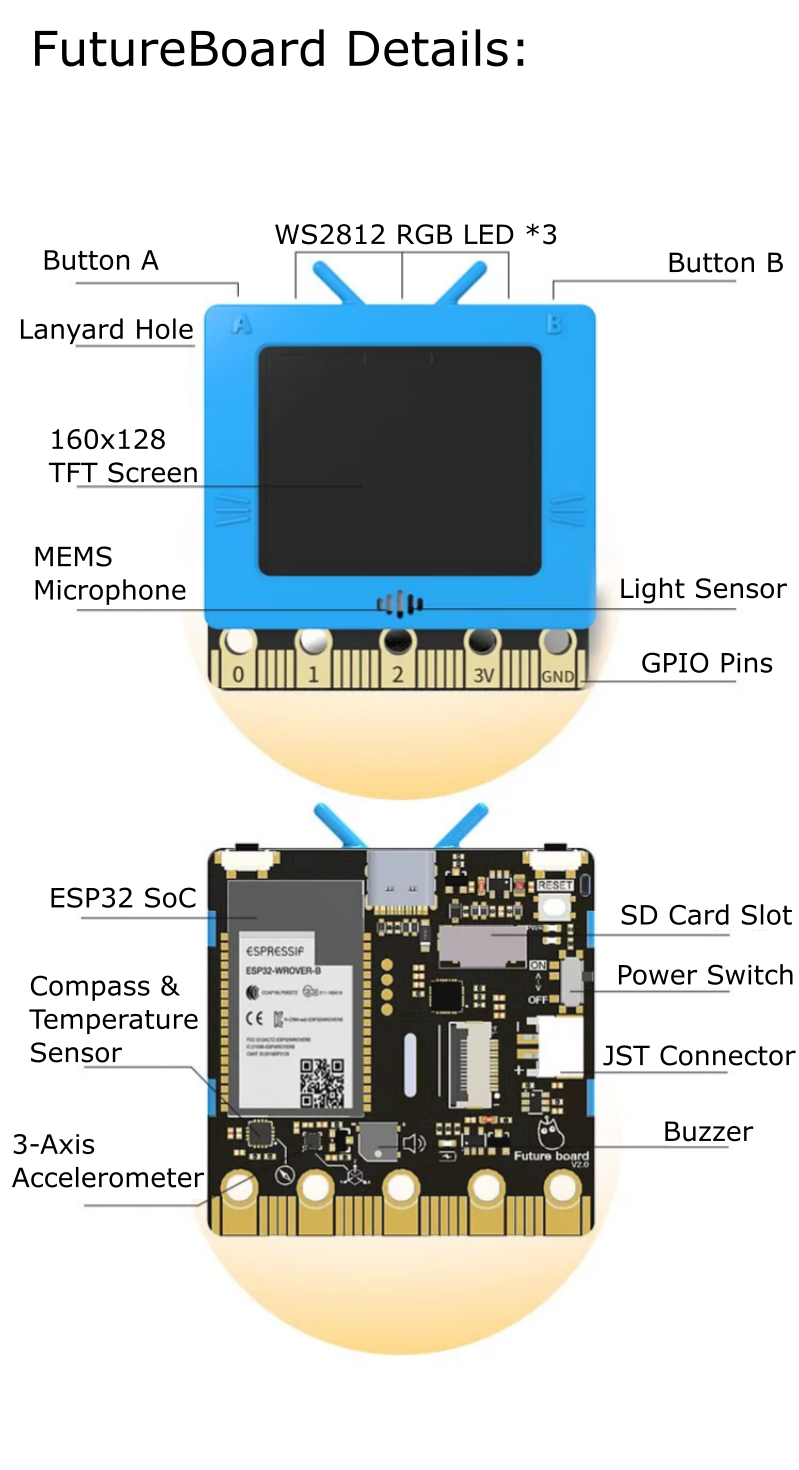 FutureBoard Details:
WS2812 RGB LED *3
Button A
Button B
Lanyard Hole
A
B
160x128
TFT Screen
MEMS
Microphone
Light Sensor
GPIO Pins
0 1 2 3V GND
ESP32 SoC
RESET
SD Card Slot
PWR
ESPRESSIF
ESP32-WROVER-B
ON
OFF
Power Switch
Compass &
Temperature
Sensor
CE
JST Connector
+
3-Axis
Accelerometer
Buzzer
Future board
V2.0